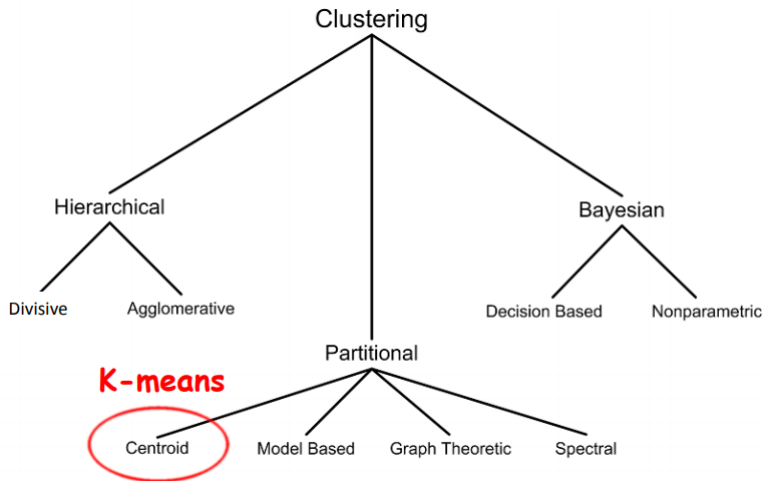 Clustering
Hierarchical
Bayesian
Divisive
Agglomerative
Decision Based
Nonparametric
Partitional
K-means
Centroid
Model Based
Graph Theoretic
Spectral